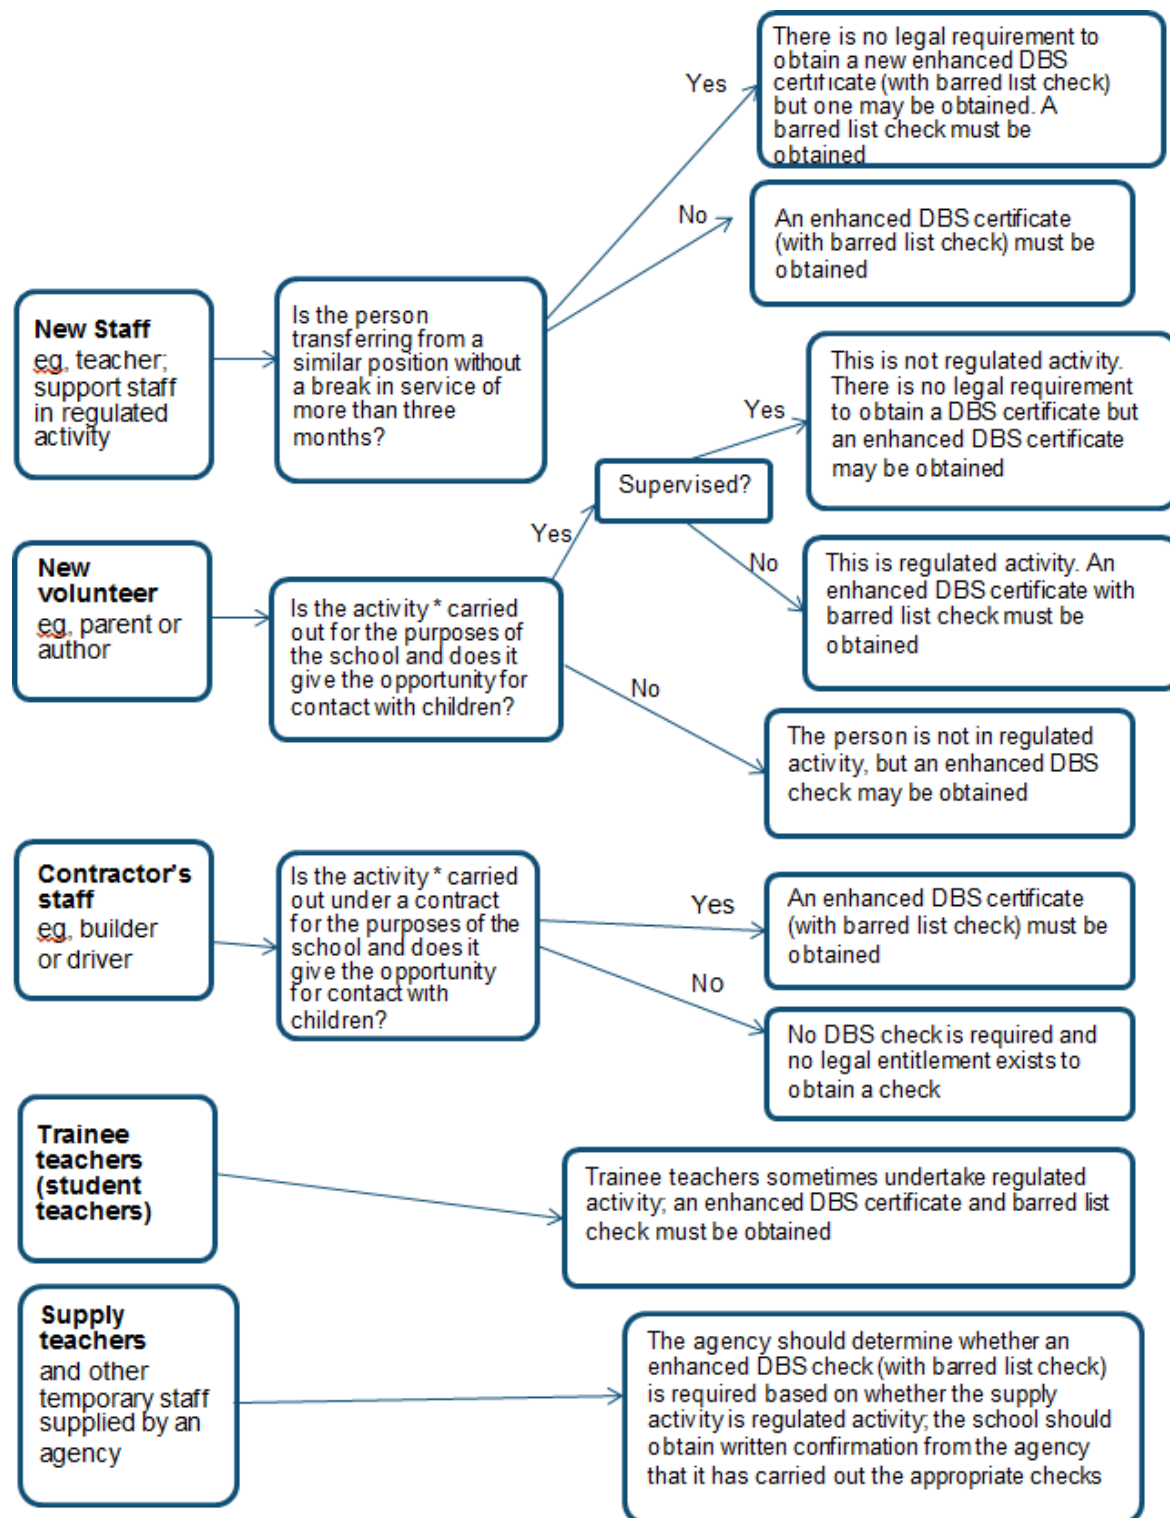 There is no legal requirement to
obtain a new enhanced DBS
certificate (with barred list check)
but one may be obtained. A
barred list check must be
obtained
Yes
No
An enhanced DBS certificate
(with barred list check) must be
obtained
New Staff
eg, teacher;
support staff
in regulated
activity
Is the person
transferring from a
similar position without
a break in service of
more than three
months?
This is not regulated activity.
There is no legal requirement
to obtain a DBS certificate but
an enhanced DBS certificate
may be obtained
Yes
Supervised?
Yes
No
This is regulated activity. An
enhanced DBS certificate with
barred list check must be
obtained
New
volunteer
eg, parent or
author
Is the activity * carried
out for the purposes of
the school and does it
give the opportunity for
contact with children?
No
The person is not in regulated
activity, but an enhanced DBS
check may be obtained
Contractor's
staff
eg, builder
or driver
Is the activity * carried
out under a contract
for the purposes of the
school and does it
give the opportunity
for contact with
children?
Yes
An enhanced DBS certificate
(with barred list check) must be
obtained
No
No DBS check is required and
no legal entitlement exists to
obtain a check
Trainee
teachers
(student
teachers)
Trainee teachers sometimes undertake regulated
activity; an enhanced DBS certificate and barred list
check must be obtained
Supply
teachers
and other
temporary staff
supplied by an
agency
The agency should determine whether an
enhanced DBS check (with barred list check)
is required based on whether the supply
activity is regulated activity; the school should
obtain written confirmation from the agency
that it has carried out the appropriate checks